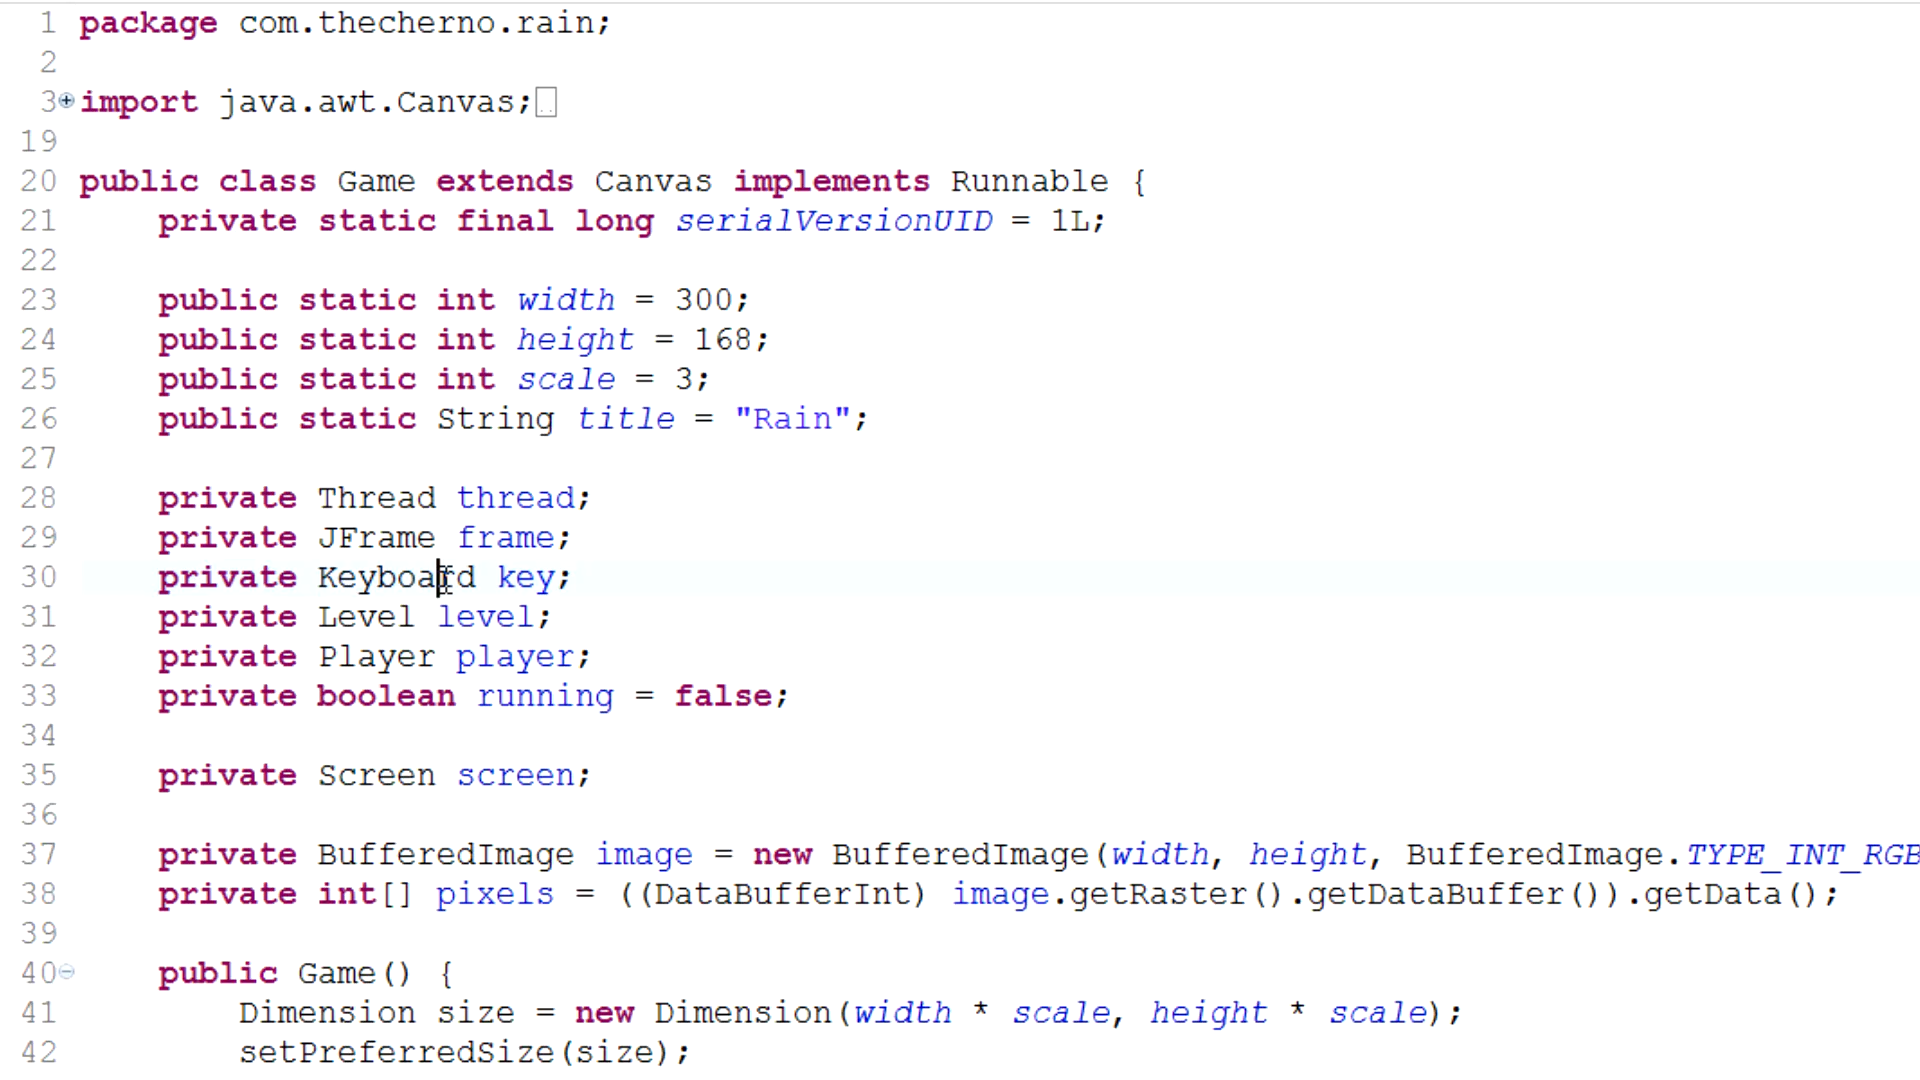 1 package com.thecherno.rain;
2
3 import java.awt.Canvas;
19
20 public class Game extends Canvas implements Runnable {
21     private static final long serialVersionUID = 1L;
22
23     public static int width = 300;
24     public static int height = 168;
25     public static int scale = 3;
26     public static String title = "Rain";
27
28     private Thread thread;
29     private JFrame frame;
30     private Keyboard key;
31     private Level level;
32     private Player player;
33     private boolean running = false;
34
35     private Screen screen;
36
37     private BufferedImage image = new BufferedImage(width, height, BufferedImage.TYPE_INT_RGB
38     private int[] pixels = ((DataBufferInt) image.getRaster().getDataBuffer()).getData();
39
40     public Game() {
41         Dimension size = new Dimension(width * scale, height * scale);
42         setPreferredSize(size);